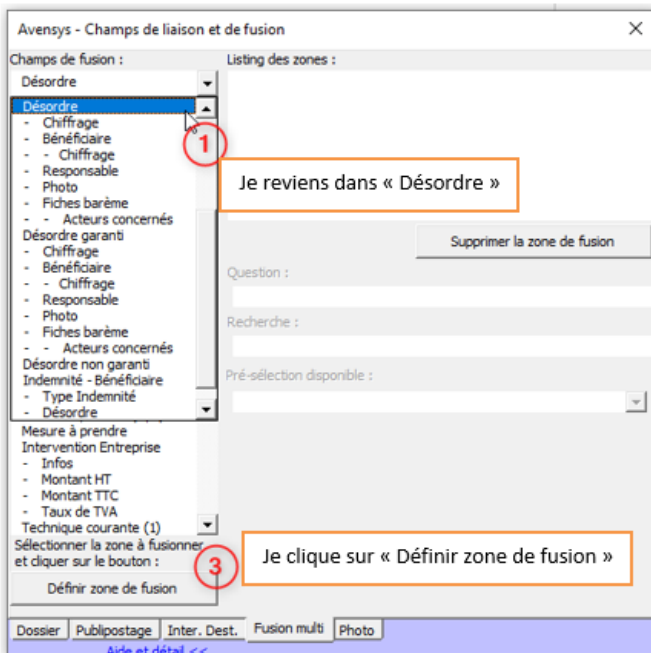 Avensys - Champs de liaison et de fusion
Champs de fusion :
Listing des zones :
Désordre
Désordre
- Chiffrage
- Bénéficiaire
- - Chiffrage
- Responsable
- Photo
- Fiches barème
- - Acteurs concernés
Désordre garanti
- Chiffrage
- Bénéficiaire
- - Chiffrage
- Responsable
- Photo
- Fiches barème
- - Acteurs concernés
Désordre non garanti
Indemnité - Bénéficiaire
- Type Indemnité
- Désordre
Mesure à prendre
Intervention Entreprise
- Infos
- Montant HT
- Montant TTC
- Taux de TVA
Technique courante (1)
1
Je reviens dans « Désordre »
Supprimer la zone de fusion
Question :
Recherche :
Pré-sélection disponible :
Sélectionner la zone à fusionner
et cliquer sur le bouton :
3
Je clique sur « Définir zone de fusion »
Définir zone de fusion
Dossier Publipostage Inter. Dest. Fusion multi Photo
Aide et détail <<